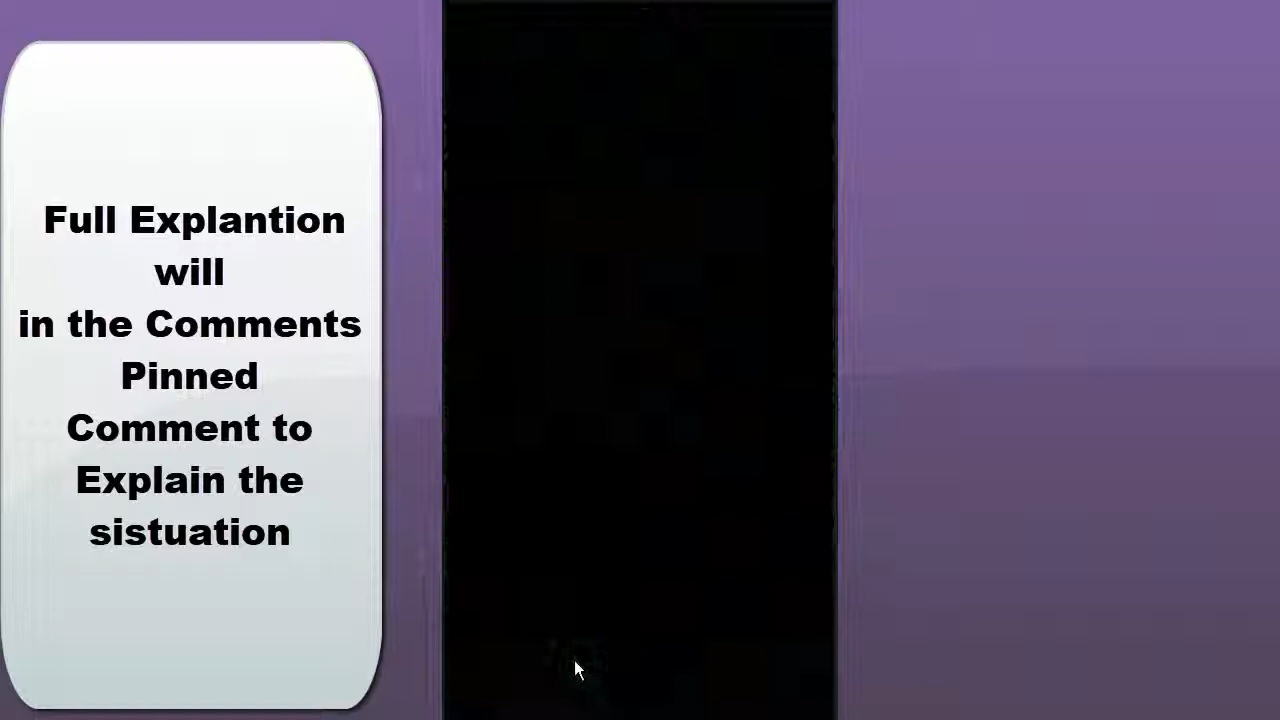 Full Explantion
will
in the Comments
Pinned
Comment to
Explain the
sistuation